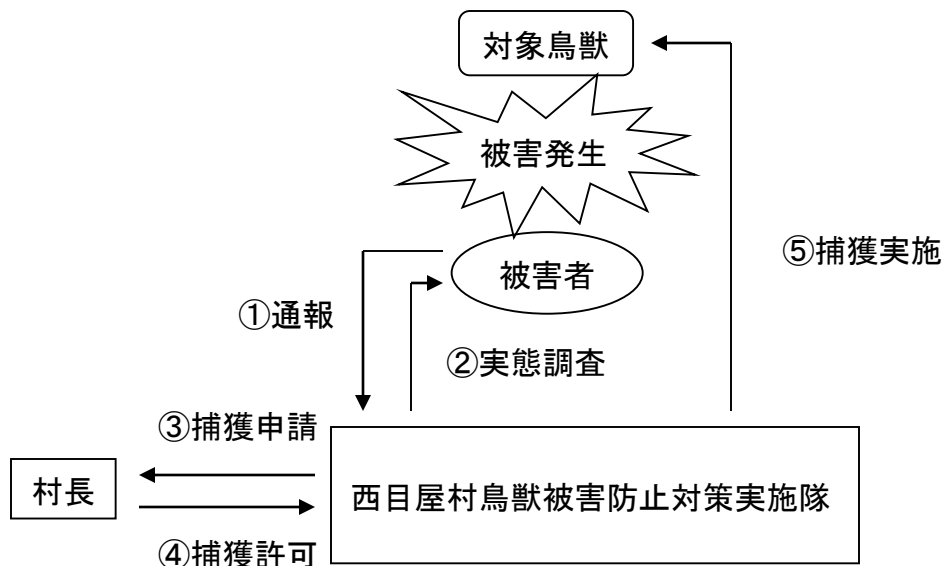 対象鳥獣
被害発生
被害者
⑤捕獲実施
①通報
②実態調査
③捕獲申請
村長
西目屋村鳥獣被害防止対策実施隊
④捕獲許可